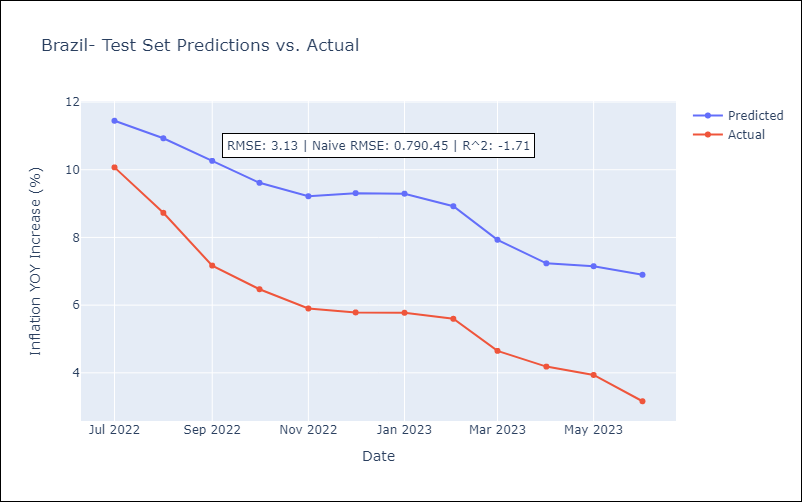 Brazil- Test Set Predictions vs. Actual
Predicted
Actual
RMSE: 3.13 | Naive RMSE: 0.790.45 | R^2: -1.71
Inflation YOY Increase (%)
12
10
8
6
4
Jul 2022
Sep 2022
Nov 2022
Jan 2023
Mar 2023
May 2023
Date